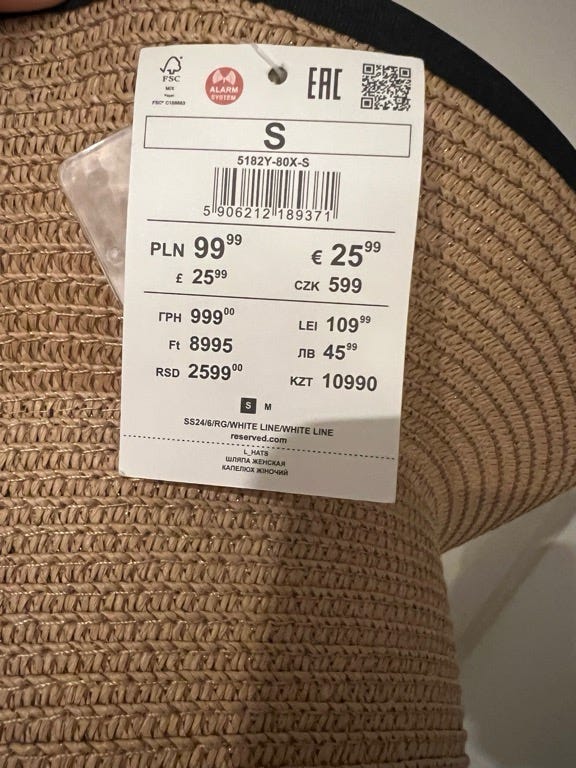 FSC
MIX
Paper
FSC® C188883
ALARM
SYSTEM
EAC
S
5182Y-80X-S
5 906212 189371
PLN 99⁹⁹
€ 25⁹⁹
£ 25⁹⁹
CZK 599
ГРН 999⁰⁰
LEI 109⁹⁹
Ft 8995
ЛВ 45⁹⁹
RSD 2599⁰⁰
KZT 10990
S M
SS24/6/RG/WHITE LINE/WHITE LINE
reserved.com
L_HATS
ШЛЯПА ЖЕНСКАЯ
КАПЕЛЮХ ЖІНОЧИЙ